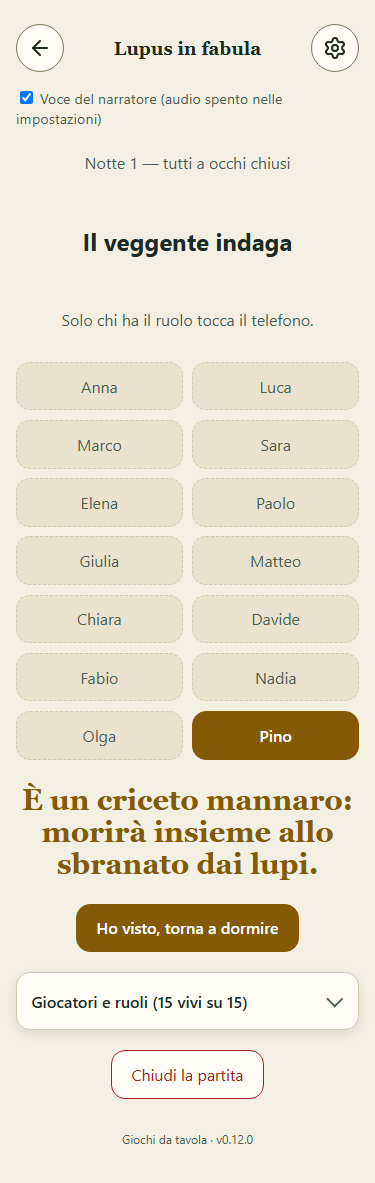 Lupus in fabula
Voce del narratore (audio spento nelle
impostazioni)
Notte 1 — tutti a occhi chiusi
Il veggente indaga
Solo chi ha il ruolo tocca il telefono.
Anna
Luca
Marco
Sara
Elena
Paolo
Giulia
Matteo
Chiara
Davide
Fabio
Nadia
Olga
Pino
È un criceto mannaro:
morirà insieme allo
sbranato dai lupi.
Ho visto, torna a dormire
Giocatori e ruoli (15 vivi su 15)
Chiudi la partita
Giochi da tavola · v0.12.0